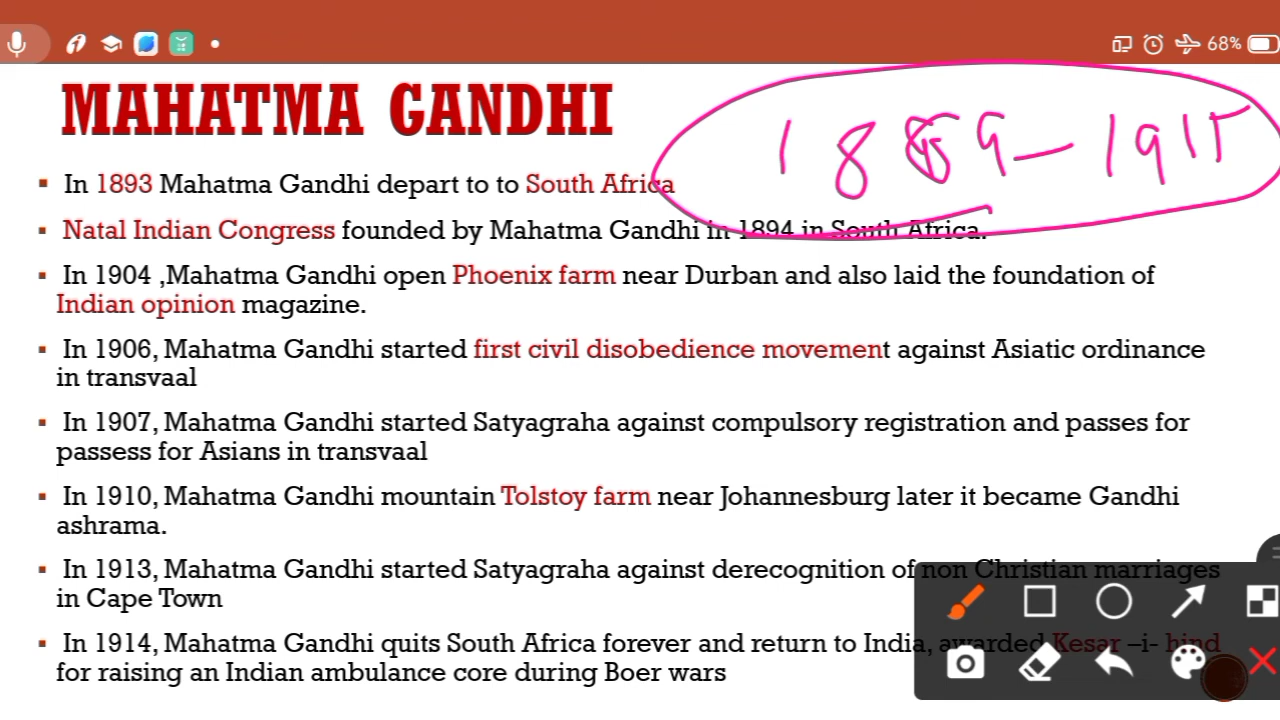 68%
MAHATMA GANDHI
1889-1915
▪ In 1893 Mahatma Gandhi depart to to South Africa
▪ Natal Indian Congress founded by Mahatma Gandhi in 1894 in South Africa.
▪ In 1904 ,Mahatma Gandhi open Phoenix farm near Durban and also laid the foundation of
Indian opinion magazine.
▪ In 1906, Mahatma Gandhi started first civil disobedience movement against Asiatic ordinance
in transvaal
▪ In 1907, Mahatma Gandhi started Satyagraha against compulsory registration and passes for
passess for Asians in transvaal
▪ In 1910, Mahatma Gandhi mountain Tolstoy farm near Johannesburg later it became Gandhi
ashrama.
▪ In 1913, Mahatma Gandhi started Satyagraha against derecognition of non Christian marriages
in Cape Town
▪ In 1914, Mahatma Gandhi quits South Africa forever and return to India, awarded Kesar –i- hind
for raising an Indian ambulance core during Boer wars